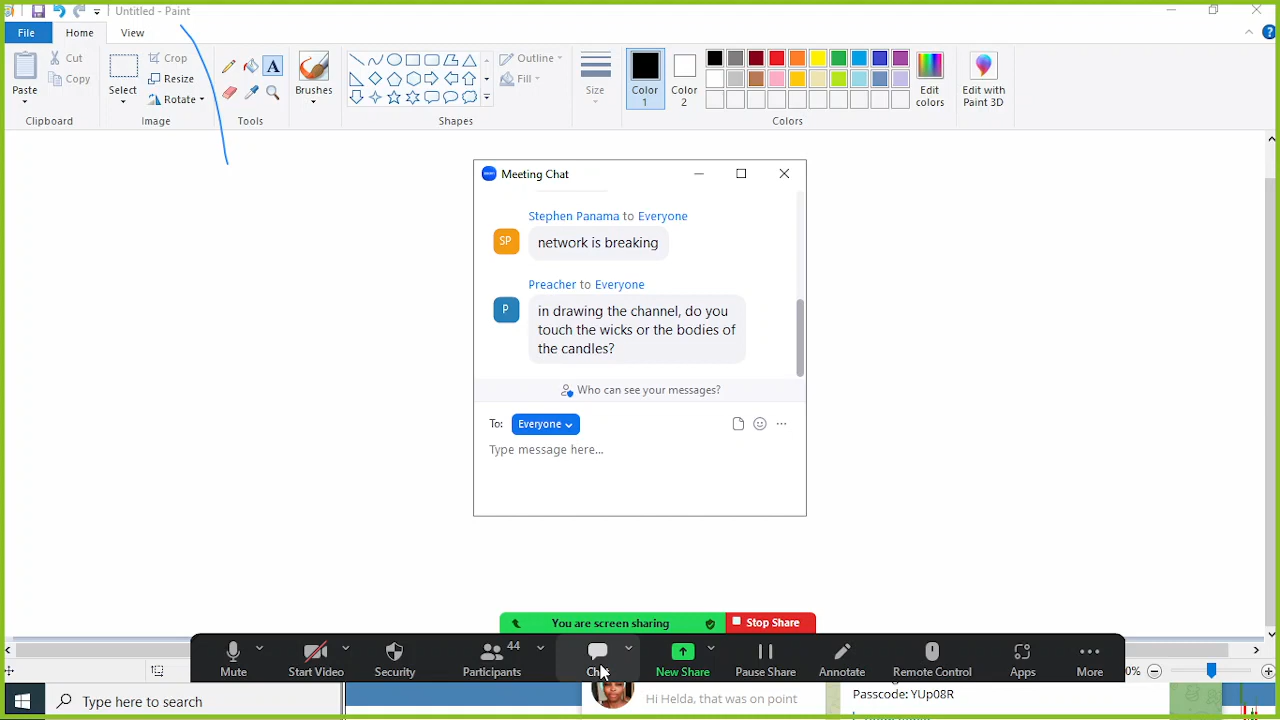 Untitled - Paint
File
Home
View
Paste
Cut
Copy
Clipboard
Select
Crop
Resize
Rotate
Image
A
Tools
Brushes
Outline
Fill
Shapes
Size
Color
1
Color
2
Colors
Edit
colors
Edit with
Paint 3D
Meeting Chat
Stephen Panama to Everyone
SP
network is breaking
Preacher to Everyone
P
in drawing the channel, do you
touch the wicks or the bodies of
the candles?
Who can see your messages?
To: Everyone
Type message here...
You are screen sharing
Stop Share
Mute
Start Video
Security
44
Participants
Chat
New Share
Pause Share
Annotate
Remote Control
Apps
More
0%
Type here to search
Hi Helda, that was on point
Passcode: YUp08R